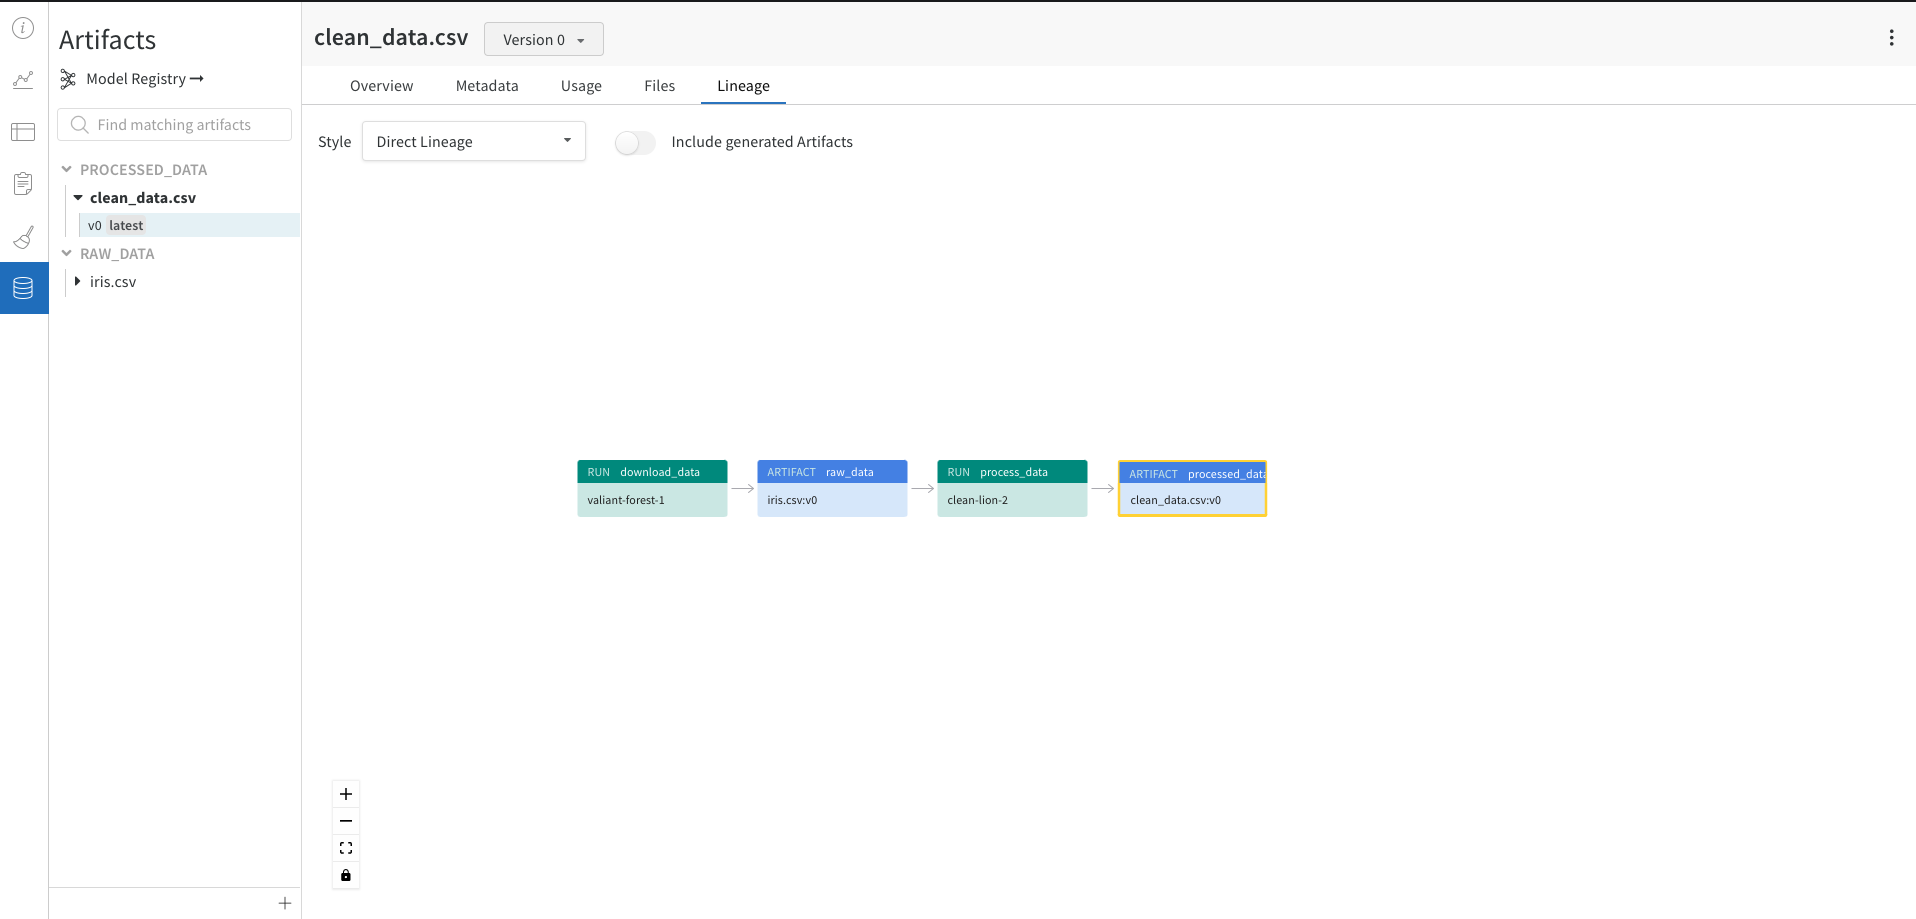 Artifacts
Model Registry
Find matching artifacts
PROCESSED_DATA
clean_data.csv
v0 latest
RAW_DATA
iris.csv
clean_data.csv Version 0
Overview Metadata Usage Files Lineage
Style Direct Lineage Include generated Artifacts
RUN download_data
valiant-forest-1
ARTIFACT raw_data
iris.csv:v0
RUN process_data
clean-lion-2
ARTIFACT processed_data
clean_data.csv:v0